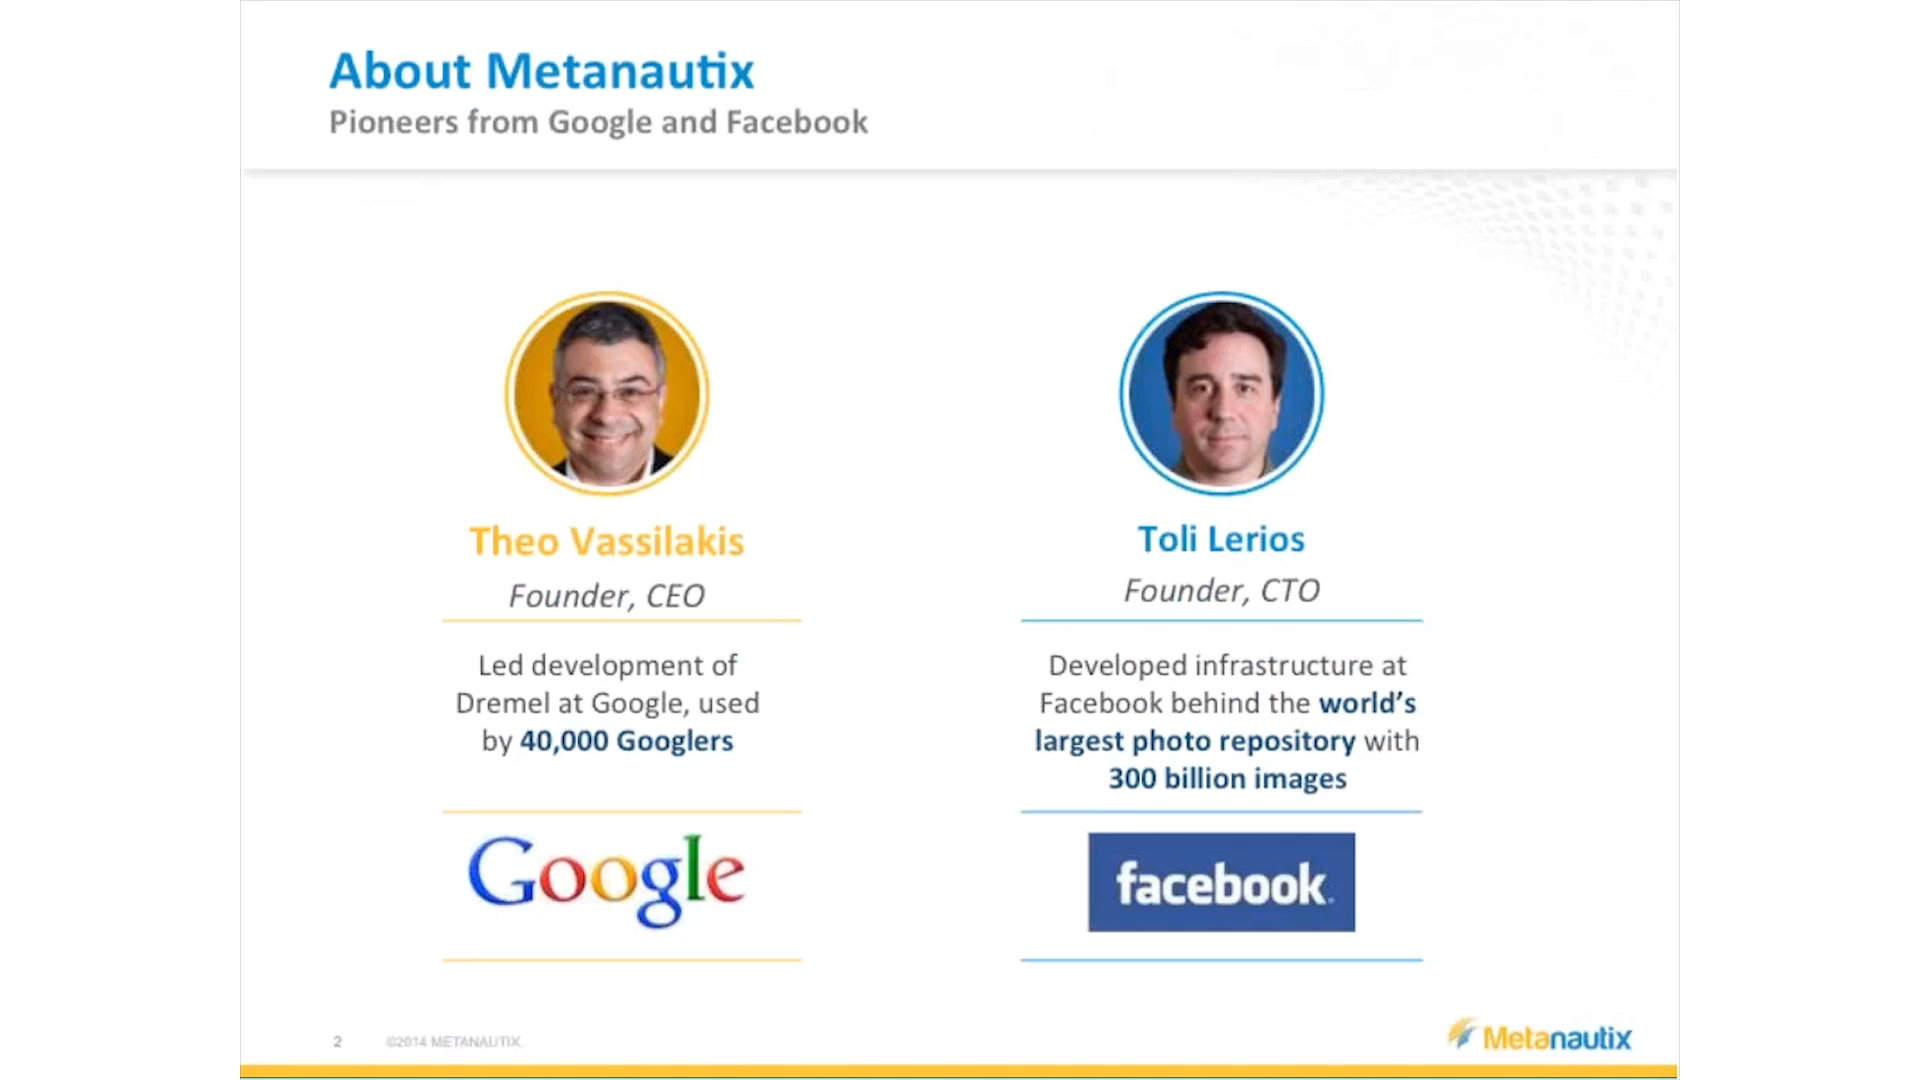 About Metanautix
Pioneers from Google and Facebook
Theo Vassilakis
Founder, CEO
Led development of
Dremel at Google, used
by 40,000 Googlers
Google
Toli Lerios
Founder, CTO
Developed infrastructure at
Facebook behind the world's
largest photo repository with
300 billion images
facebook
2
©2014 METANAUTIX.
Metanautix